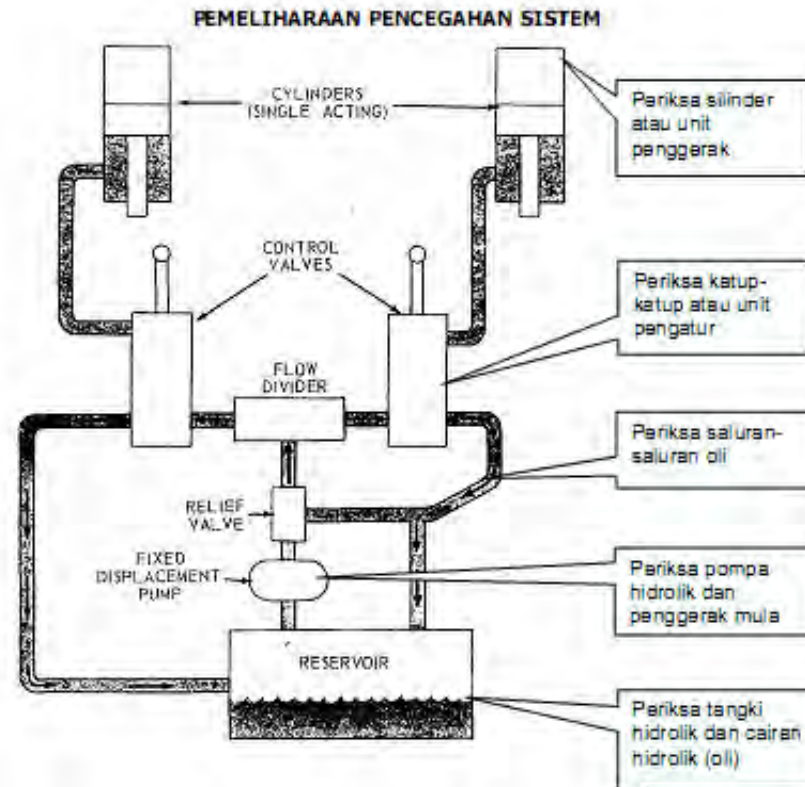 PEMELIHARAAN PENCEGAHAN SISTEM
CYLINDERS
(SINGLE ACTING)
Periksa silinder
atau unit
penggerak
CONTROL
VALVES
Periksa katup-
katup atau unit
pengatur
FLOW
DIVIDER
Periksa saluran-
saluran oli
RELIEF
VALVE
FIXED
DISPLACEMENT
PUMP
Periksa pompa
hidrolik dan
penggerak mula
RESERVOIR
Periksa tangki
hidrolik dan cairan
hidrolik (oli)